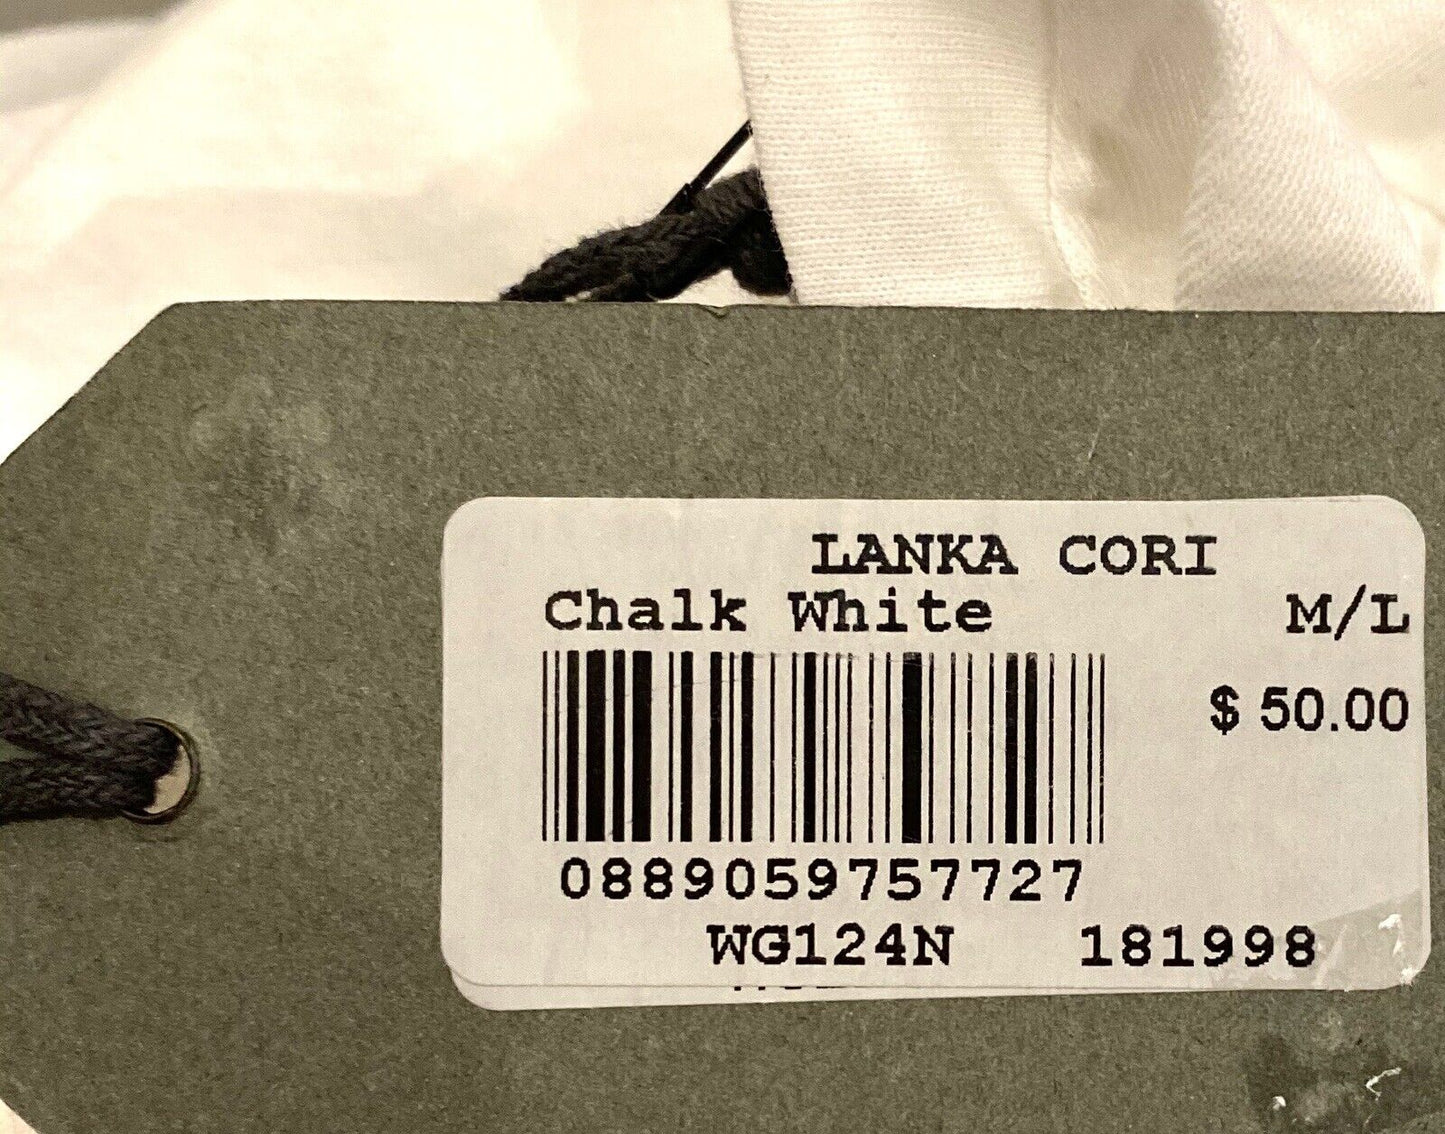 LANKA CORI
Chalk White M/L
$ 50.00
0889059757727
WG124N 181998